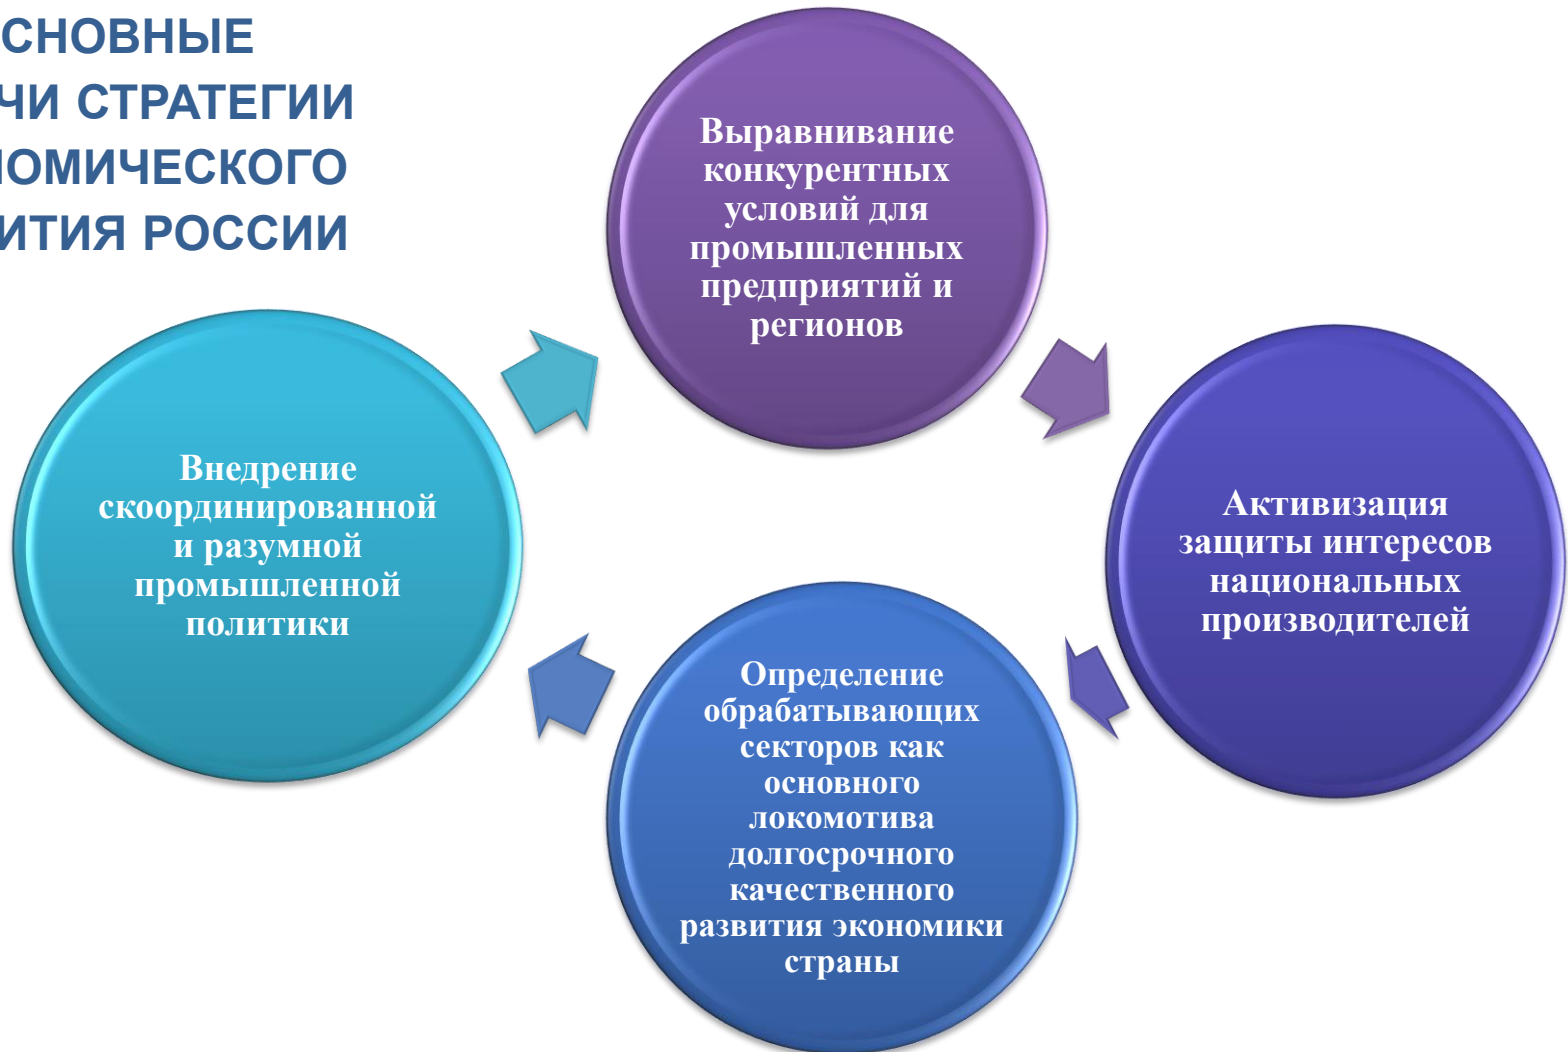 СНОВНЫЕ
ЧИ СТРАТЕГИИ
НОМИЧЕСКОГО
ИТИЯ РОССИИ
Выравнивание
конкурентных
условий для
промышленных
предприятий и
регионов
Активизация
защиты интересов
национальных
производителей
Определение
обрабатывающих
секторов как
основного
локомотива
долгосрочного
качественного
развития экономики
страны
Внедрение
скоординированной
и разумной
промышленной
политики